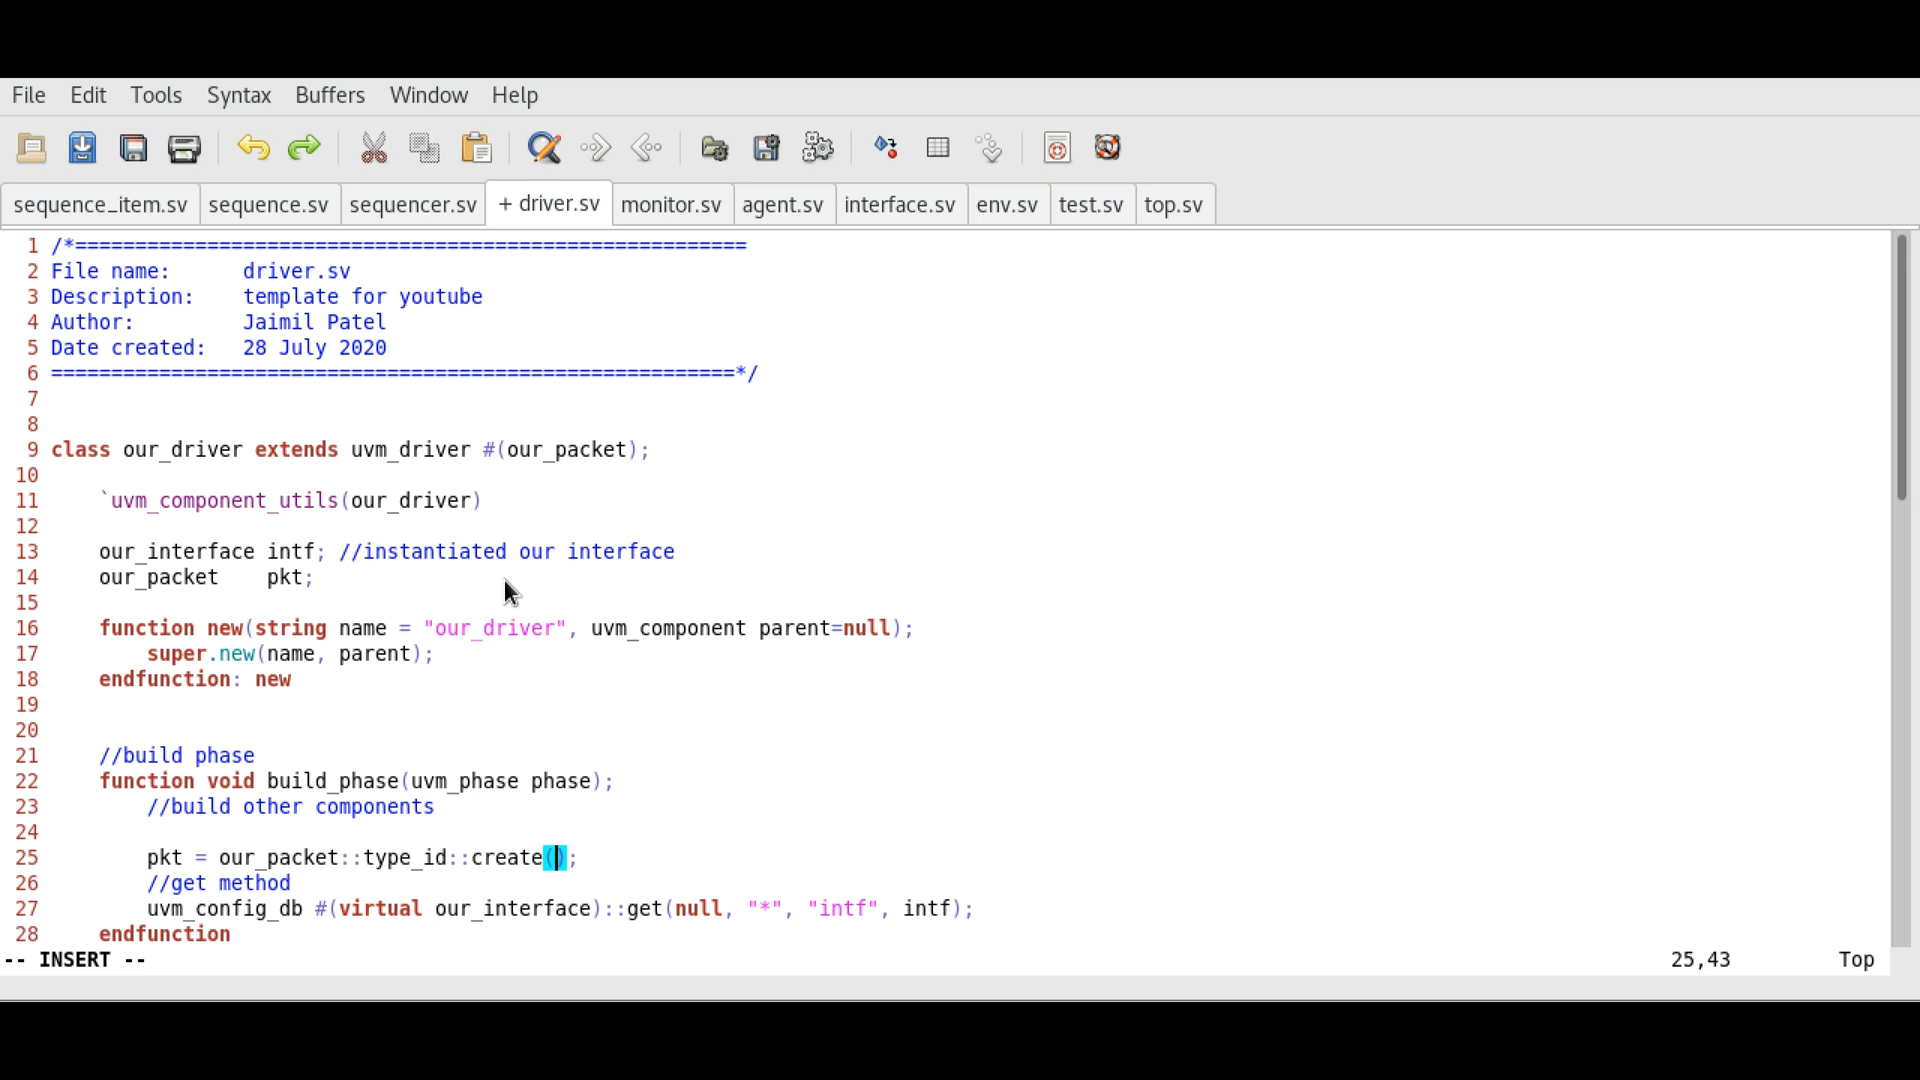 File Edit Tools Syntax Buffers Window Help
sequence_item.sv sequence.sv sequencer.sv + driver.sv monitor.sv agent.sv interface.sv env.sv test.sv top.sv
1 /*========================================================
2 File name:      driver.sv
3 Description:    template for youtube
4 Author:         Jaimil Patel
5 Date created:   28 July 2020
6 =========================================================*/
7
8
9 class our_driver extends uvm_driver #(our_packet);
10
11     `uvm_component_utils(our_driver)
12
13     our_interface intf; //instantiated our interface
14     our_packet    pkt;
15
16     function new(string name = "our_driver", uvm_component parent=null);
17         super.new(name, parent);
18     endfunction: new
19
20
21     //build phase
22     function void build_phase(uvm_phase phase);
23         //build other components
24
25         pkt = our_packet::type_id::create();
26         //get method
27         uvm_config_db #(virtual our_interface)::get(null, "*", "intf", intf);
28     endfunction
-- INSERT -- 25,43 Top